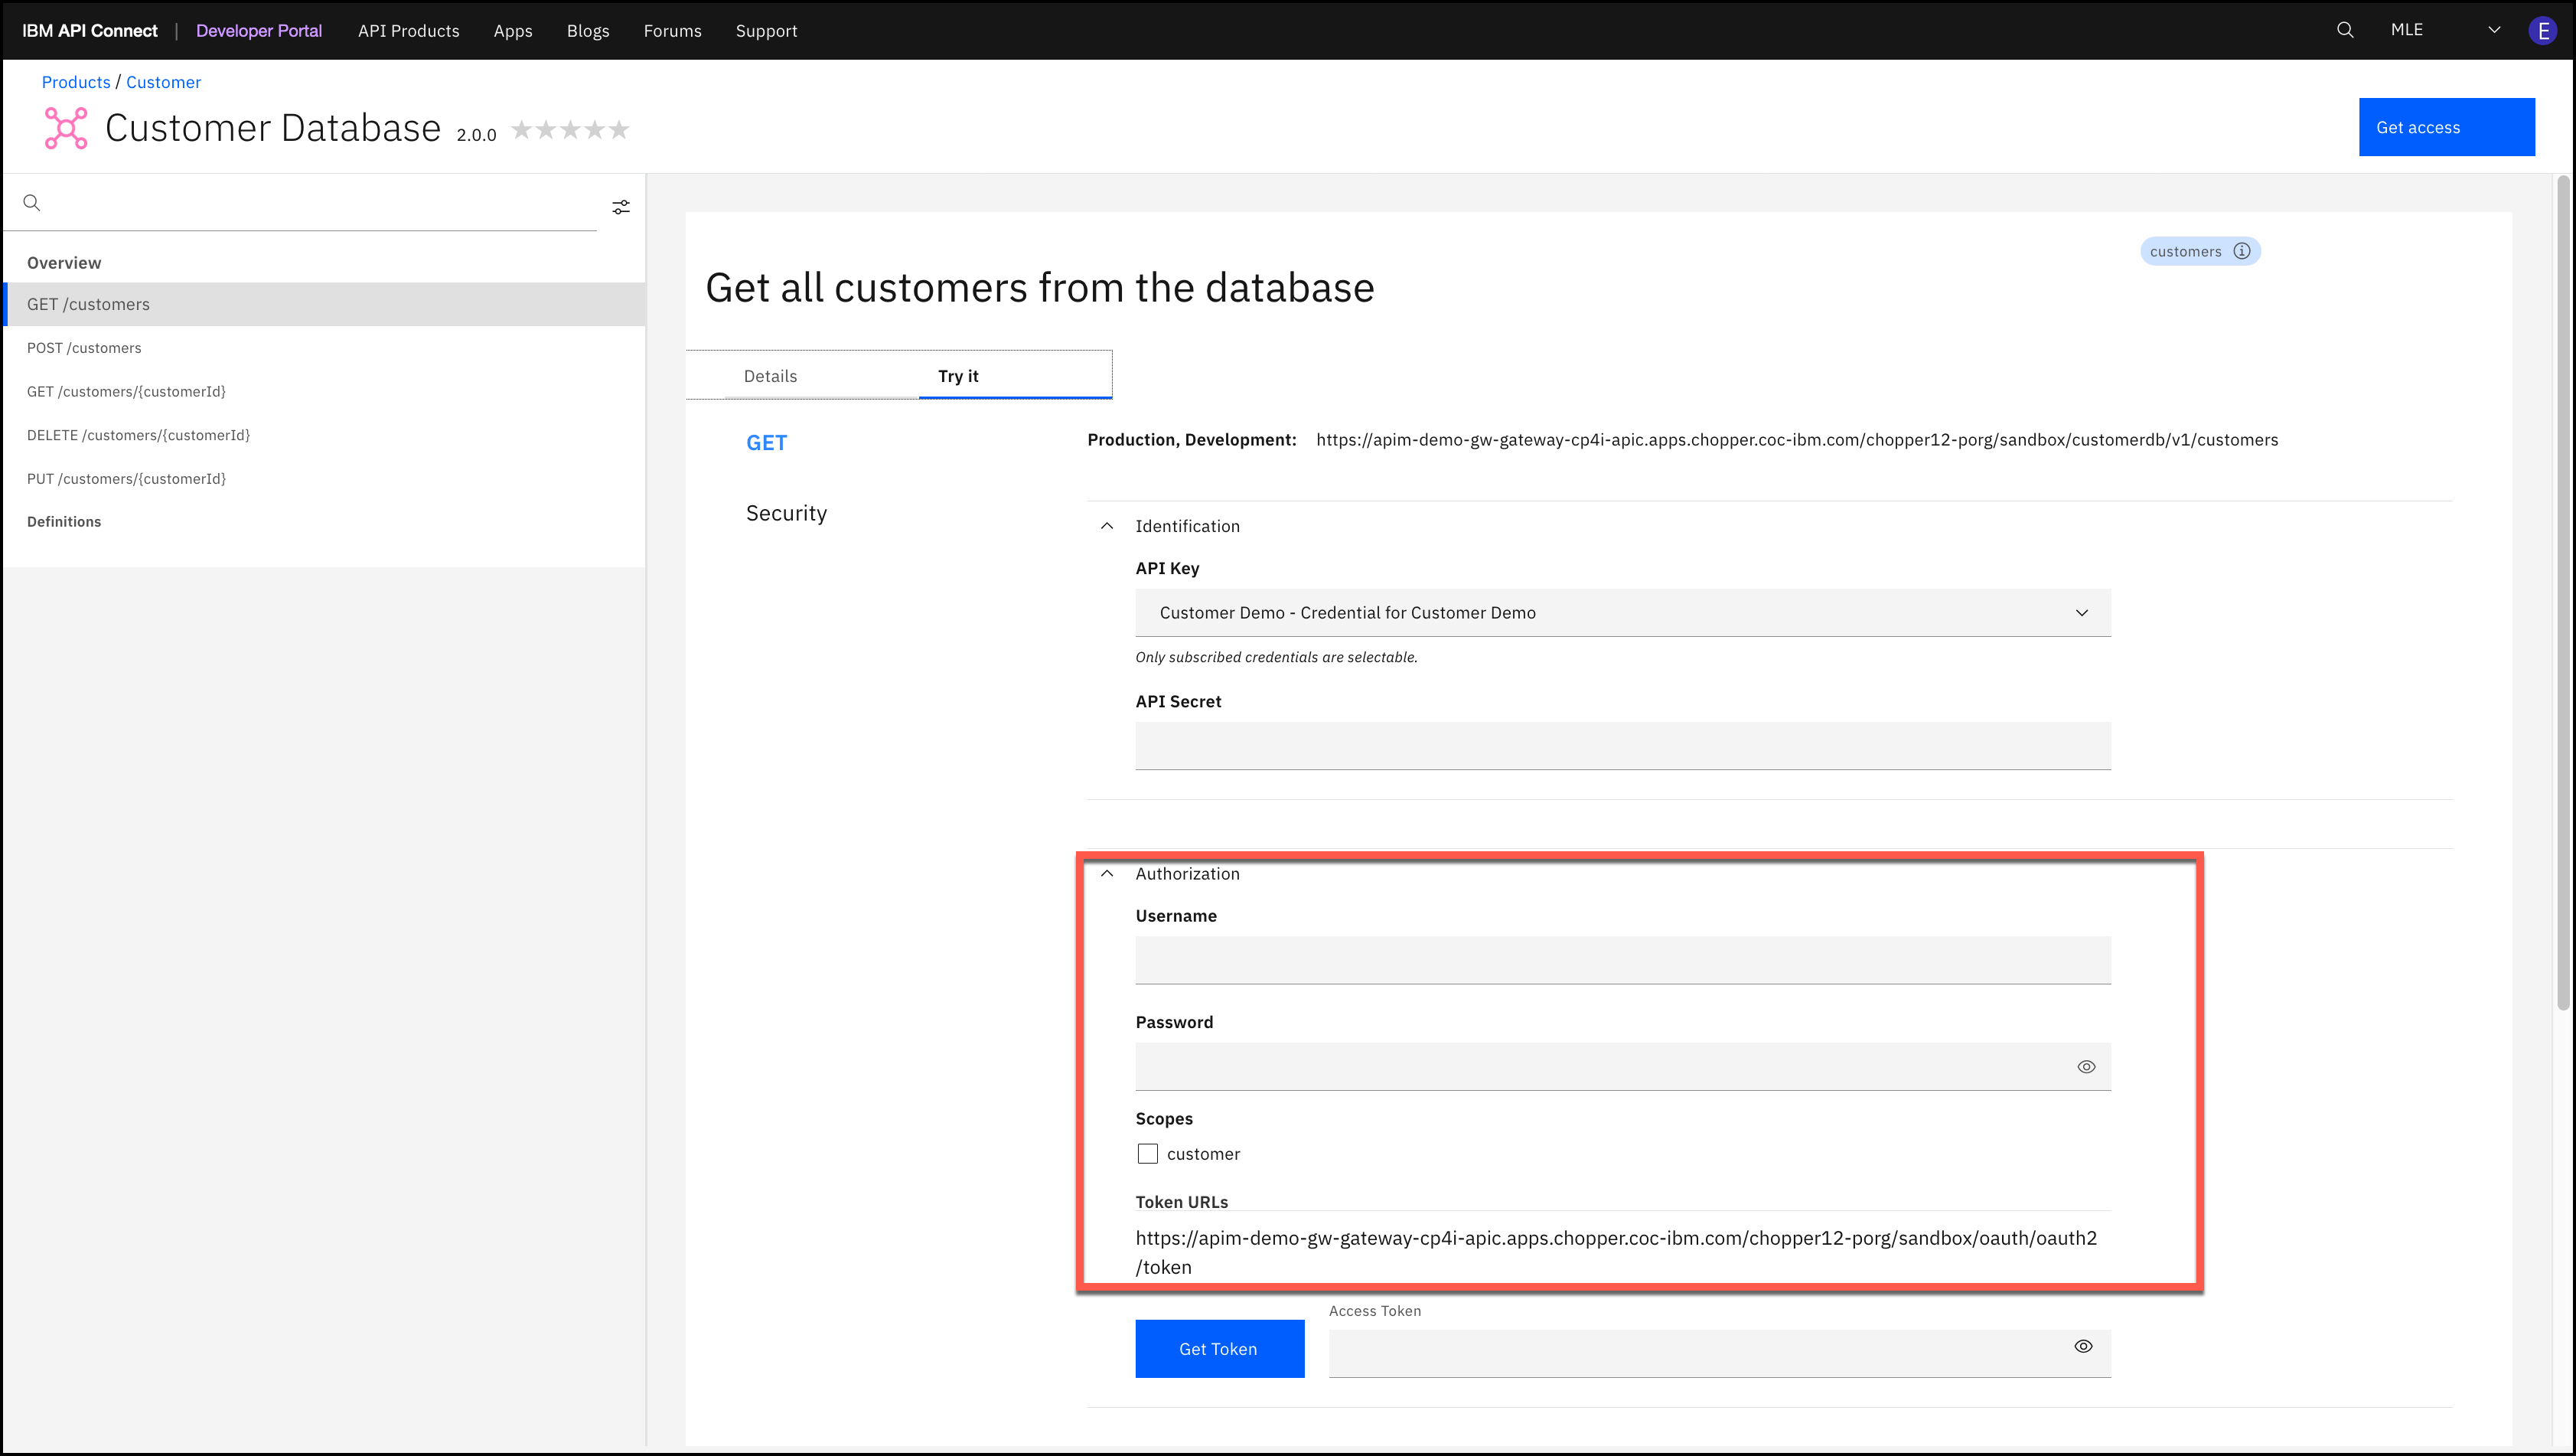 IBM API Connect | Developer Portal API Products Apps Blogs Forums Support MLE E
Products / Customer
Customer Database 2.0.0
Get access
Overview
GET /customers
POST /customers
GET /customers/{customerId}
DELETE /customers/{customerId}
PUT /customers/{customerId}
Definitions
customers
Get all customers from the database
Details Try it
GET Production, Development: https://apim-demo-gw-gateway-cp4i-apic.apps.chopper.coc-ibm.com/chopper12-porg/sandbox/customerdb/v1/customers
Security
Identification
API Key
Customer Demo - Credential for Customer Demo
Only subscribed credentials are selectable.
API Secret
Authorization
Username
Password
Scopes
customer
Token URLs
https://apim-demo-gw-gateway-cp4i-apic.apps.chopper.coc-ibm.com/chopper12-porg/sandbox/oauth/oauth2
/token
Access Token
Get Token